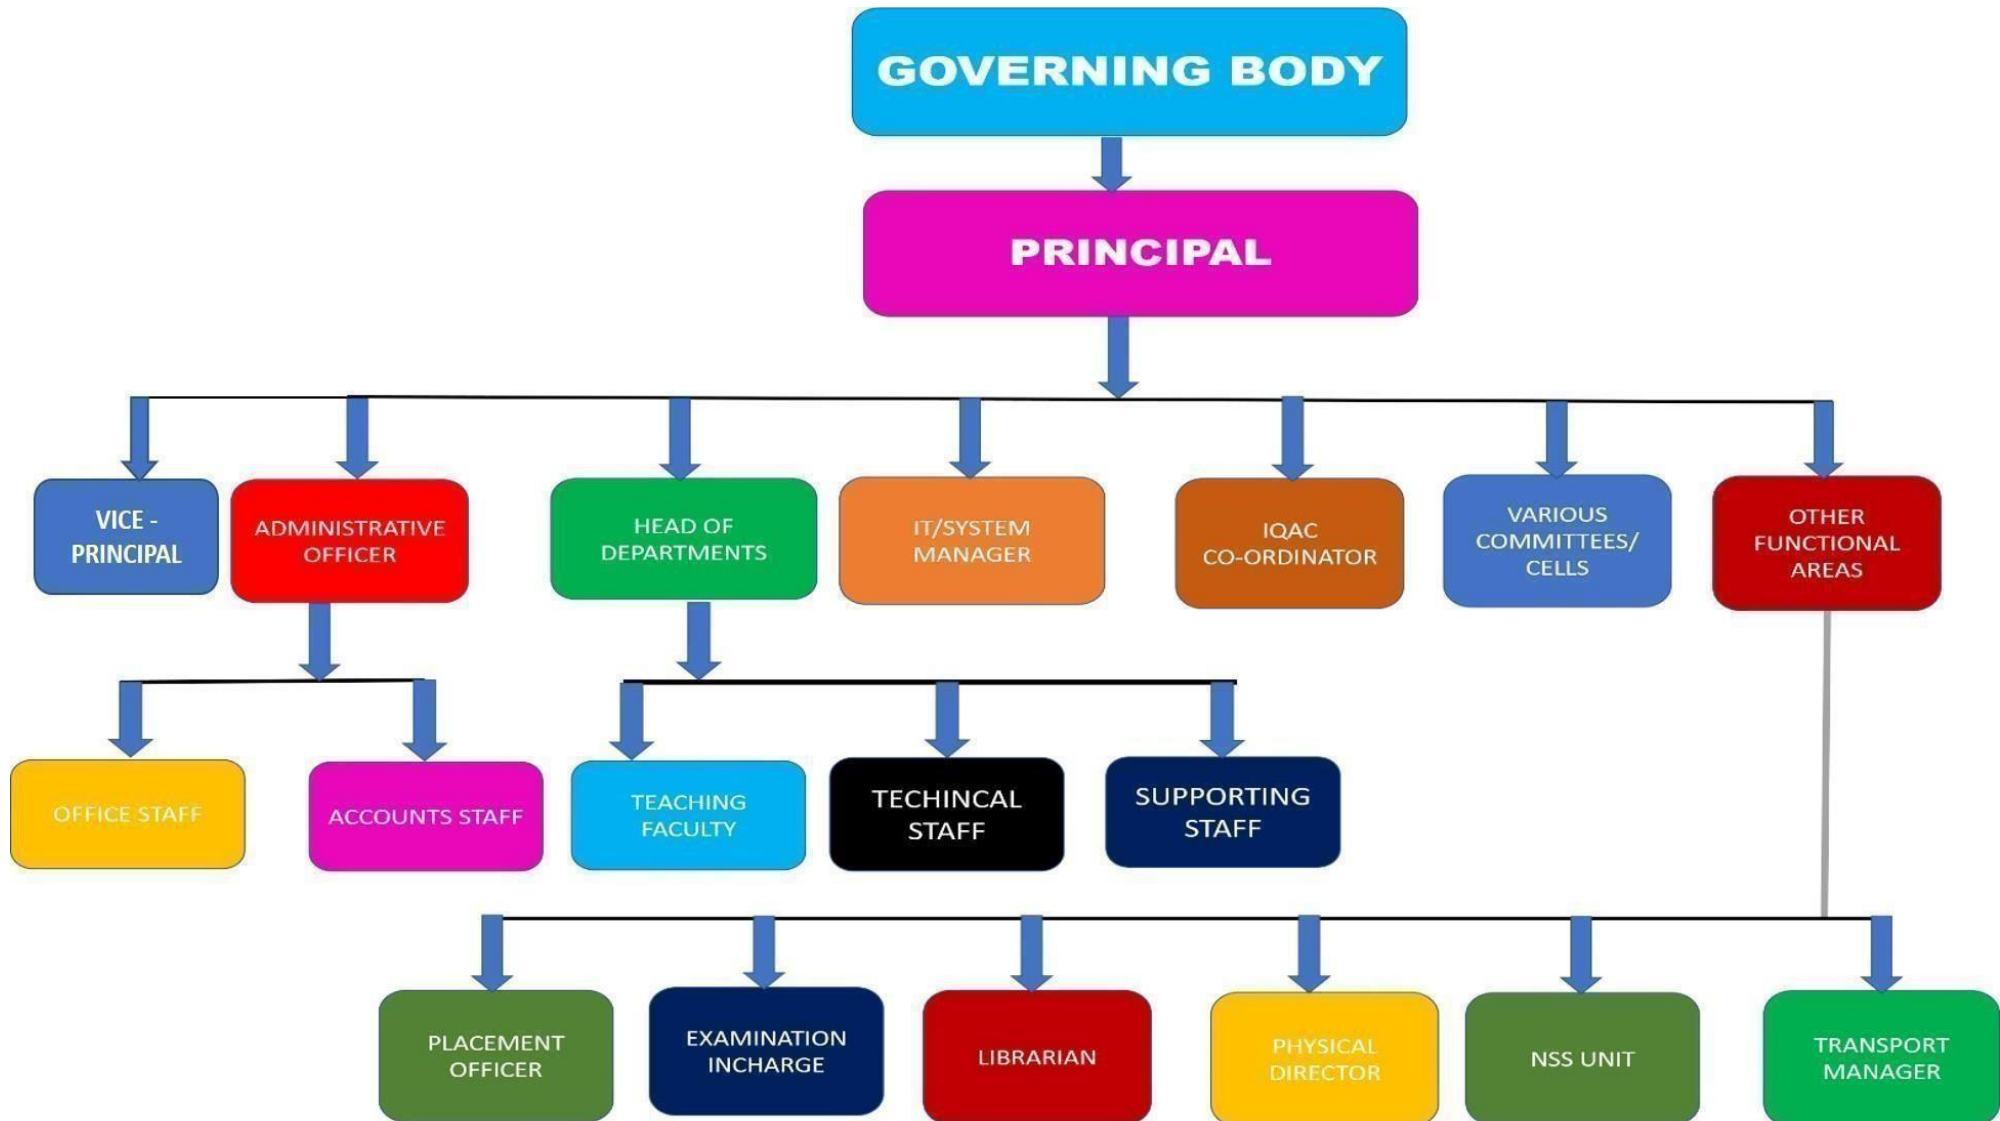 GOVERNING BODY
PRINCIPAL
VICE -
PRINCIPAL
ADMINISTRATIVE
OFFICER
HEAD OF
DEPARTMENTS
IT/SYSTEM
MANAGER
IQAC
CO-ORDINATOR
VARIOUS
COMMITTEES/
CELLS
OTHER
FUNCTIONAL
AREAS
OFFICE STAFF
ACCOUNTS STAFF
TEACHING
FACULTY
TECHINCAL
STAFF
SUPPORTING
STAFF
PLACEMENT
OFFICER
EXAMINATION
INCHARGE
LIBRARIAN
PHYSICAL
DIRECTOR
NSS UNIT
TRANSPORT
MANAGER